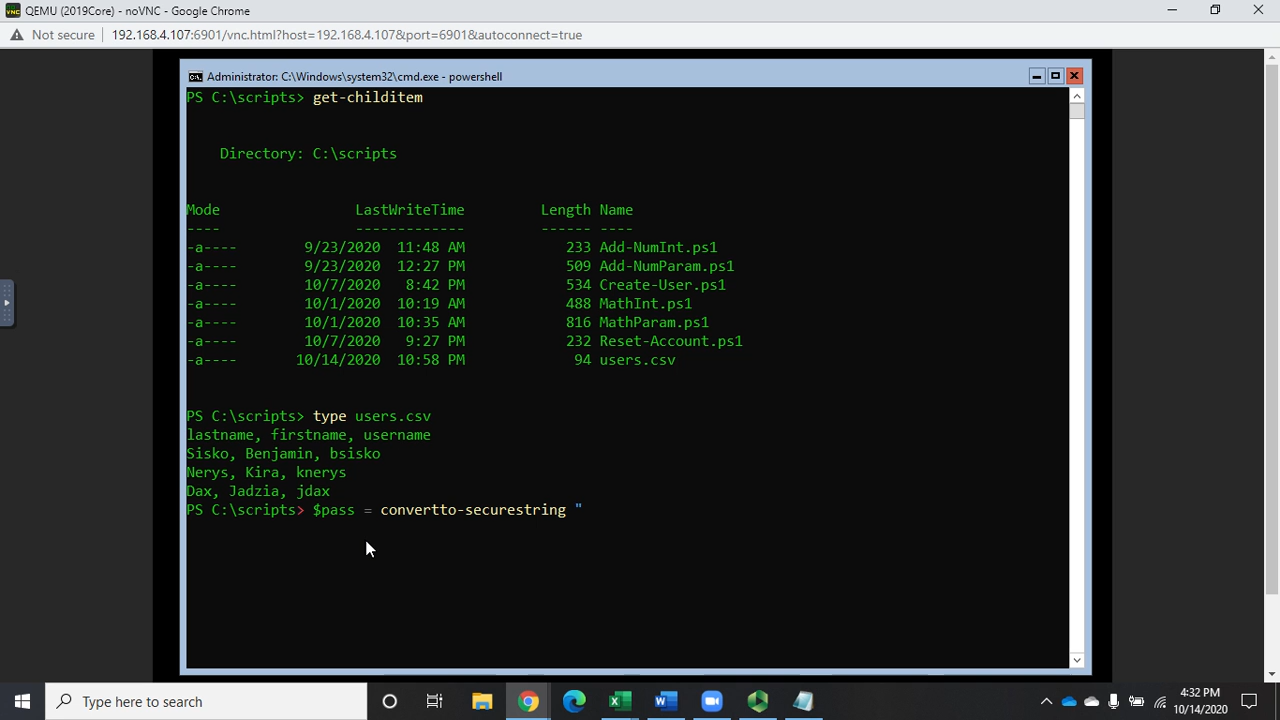 QEMU (2019Core) - noVNC - Google Chrome
Not secure | 192.168.4.107:6901/vnc.html?host=192.168.4.107&port=6901&autoconnect=true
Administrator: C:\Windows\system32\cmd.exe - powershell
PS C:\scripts> get-childitem
Directory: C:\scripts
Mode LastWriteTime Length Name
---- ------------- ------ ----
-a---- 9/23/2020 11:48 AM 233 Add-NumInt.ps1
-a---- 9/23/2020 12:27 PM 509 Add-NumParam.ps1
-a---- 10/7/2020 8:42 PM 534 Create-User.ps1
-a---- 10/1/2020 10:19 AM 488 MathInt.ps1
-a---- 10/1/2020 10:35 AM 816 MathParam.ps1
-a---- 10/7/2020 9:27 PM 232 Reset-Account.ps1
-a---- 10/14/2020 10:58 PM 94 users.csv
PS C:\scripts> type users.csv
lastname, firstname, username
Sisko, Benjamin, bsisko
Nerys, Kira, knerys
Dax, Jadzia, jdax
PS C:\scripts> $pass = convertto-securestring "
Type here to search
4:32 PM
10/14/2020